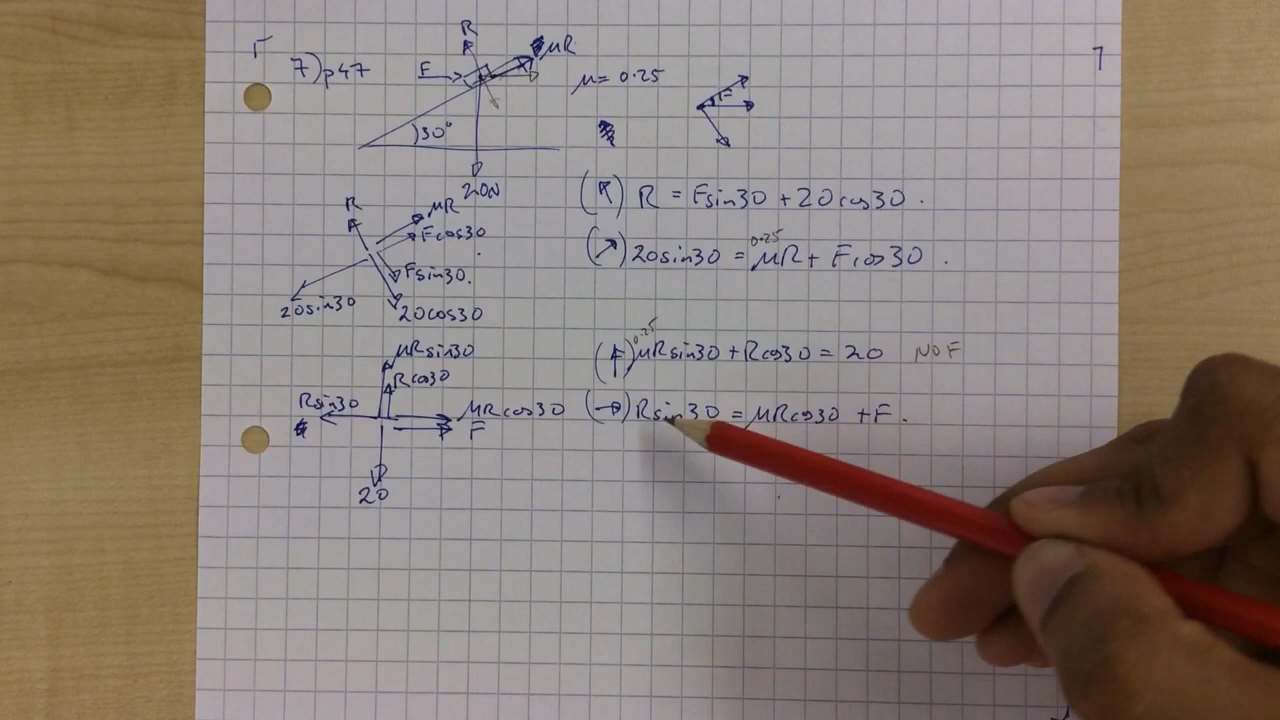 7) p47
R
μR
F
μ = 0.25
F
7
30°
20N
(↖) R = Fsin30 + 20cos30 .
R
μR
Fcos30
Fsin30.
20sin30
20cos30
0.25
(↗) 20sin30 = μR + Fcos30 .
μRsin30
Rcos30
Rsin30
μRcos30
F
20
0.25
(↑) μRsin30 + Rcos30 = 20 NO F
(→) Rsin30 = μRcos30 + F .